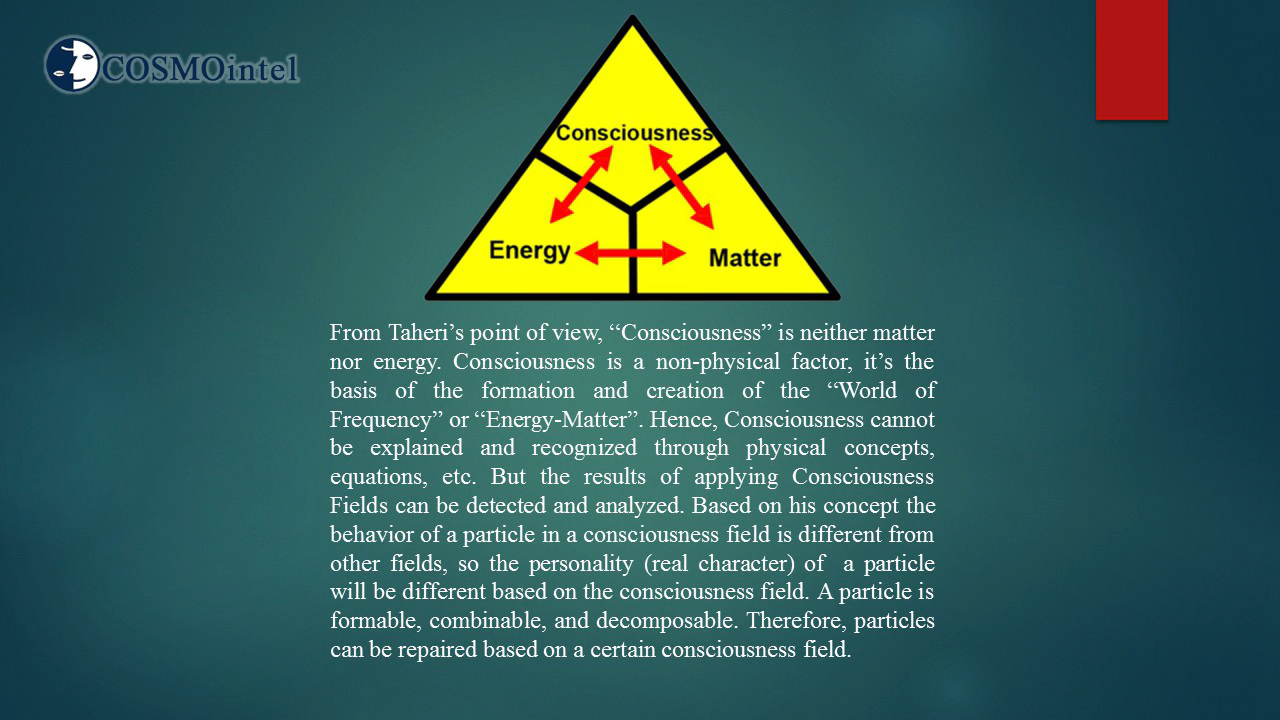 COSMOintel
Consciousness
Energy
Matter
From Taheri’s point of view, “Consciousness” is neither matter
nor energy. Consciousness is a non-physical factor, it’s the
basis of the formation and creation of the “World of
Frequency” or “Energy-Matter”. Hence, Consciousness cannot
be explained and recognized through physical concepts,
equations, etc. But the results of applying Consciousness
Fields can be detected and analyzed. Based on his concept the
behavior of a particle in a consciousness field is different from
other fields, so the personality (real character) of a particle
will be different based on the consciousness field. A particle is
formable, combinable, and decomposable. Therefore, particles
can be repaired based on a certain consciousness field.